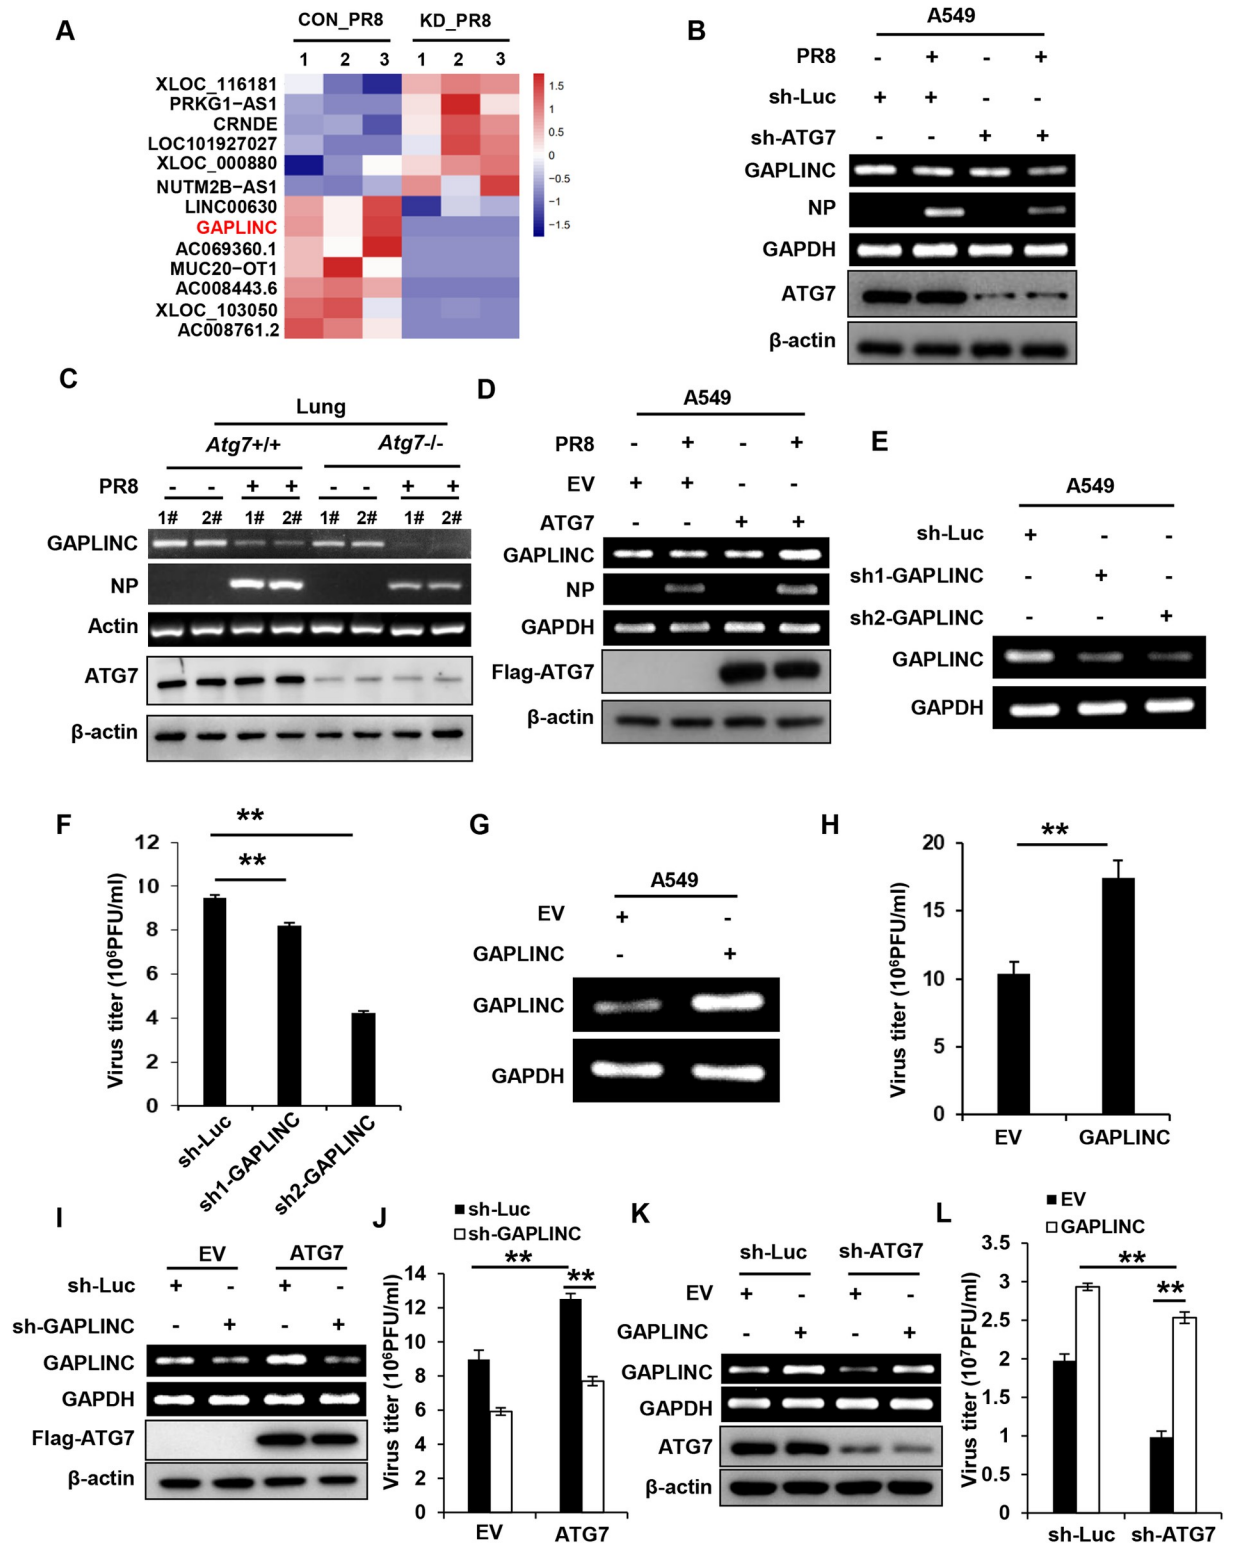 A
CON_PR8 KD_PR8
1 2 3 1 2 3
XLOC_116181
PRKG1−AS1
CRNDE
LOC101927027
XLOC_000880
NUTM2B−AS1
LINC00630
GAPLINC
AC069360.1
MUC20−OT1
AC008443.6
XLOC_103050
AC008761.2
1.5
1
0.5
0
−0.5
−1
−1.5
B
A549
PR8 - + - +
sh-Luc + + - -
sh-ATG7 - - + +
GAPLINC
NP
GAPDH
ATG7
β-actin
C
Lung
Atg7+/+ Atg7-/-
PR8 - - + + - - + +
1# 2# 1# 2# 1# 2# 1# 2#
GAPLINC
NP
Actin
ATG7
β-actin
D
A549
PR8 - + - +
EV + + - -
ATG7 - - + +
GAPLINC
NP
GAPDH
Flag-ATG7
β-actin
E
A549
sh-Luc + - -
sh1-GAPLINC - + -
sh2-GAPLINC - - +
GAPLINC
GAPDH
F
Virus titer (10⁶PFU/ml)
12
10
8
6
4
2
0
**
**
sh-Luc
sh1-GAPLINC
sh2-GAPLINC
G
A549
EV + -
GAPLINC - +
GAPLINC
GAPDH
H
Virus titer (10⁶PFU/ml)
20
15
10
5
0
**
EV GAPLINC
I
EV ATG7
sh-Luc + - + -
sh-GAPLINC - + - +
GAPLINC
GAPDH
Flag-ATG7
β-actin
J
sh-Luc
sh-GAPLINC
Virus titer (10⁶PFU/ml)
14
12
10
8
6
4
2
0
**
**
EV ATG7
K
sh-Luc sh-ATG7
EV + - + -
GAPLINC - + - +
GAPLINC
GAPDH
ATG7
β-actin
L
EV
GAPLINC
Virus titer (10⁷PFU/ml)
3.5
3
2.5
2
1.5
1
0.5
0
**
**
sh-Luc sh-ATG7